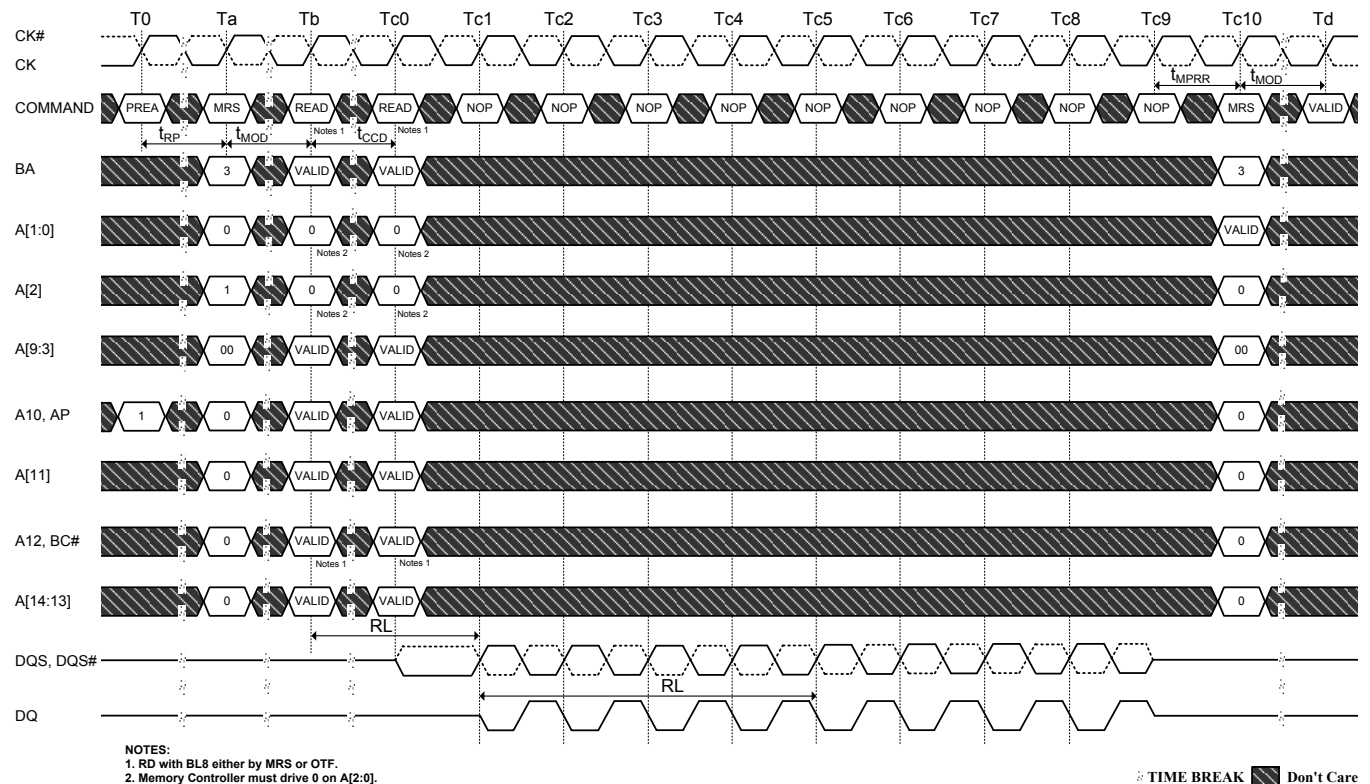 T0 Ta Tb Tc0 Tc1 Tc2 Tc3 Tc4 Tc5 Tc6 Tc7 Tc8 Tc9 Tc10 Td
CK#
CK
tMPRR tMOD
COMMAND PREA MRS READ READ NOP NOP NOP NOP NOP NOP NOP NOP NOP MRS VALID
Notes 1 Notes 1
tRP tMOD tCCD
BA 3 VALID VALID 3
A[1:0] 0 0 0 VALID
Notes 2 Notes 2
A[2] 1 0 0 0
Notes 2 Notes 2
A[9:3] 00 VALID VALID 00
A10, AP 1 0 VALID VALID 0
A[11] 0 VALID VALID 0
A12, BC# 0 VALID VALID 0
Notes 1 Notes 1
A[14:13] 0 VALID VALID 0
RL
DQS, DQS#
RL
DQ
NOTES:
1. RD with BL8 either by MRS or OTF.
2. Memory Controller must drive 0 on A[2:0].
TIME BREAK Don't Care